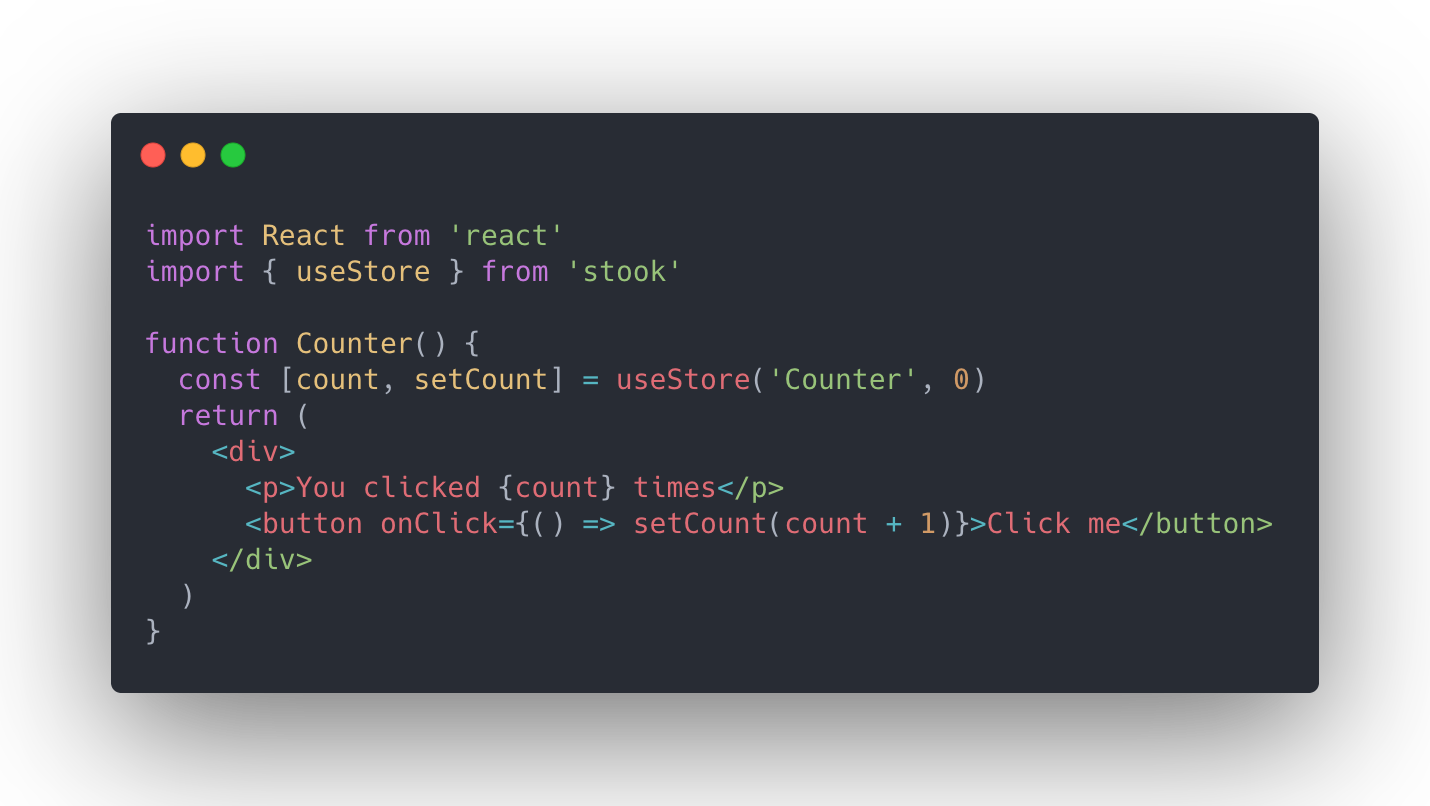 import React from 'react'
import { useStore } from 'stook'

function Counter() {
  const [count, setCount] = useStore('Counter', 0)
  return (
    <div>
      <p>You clicked {count} times</p>
      <button onClick={() => setCount(count + 1)}>Click me</button>
    </div>
  )
}